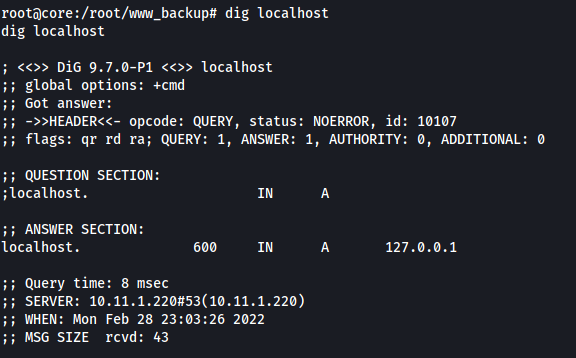 root@core:/root/www_backup# dig localhost
dig localhost

; <<>> DiG 9.7.0-P1 <<>> localhost
;; global options: +cmd
;; Got answer:
;; ->>HEADER<<- opcode: QUERY, status: NOERROR, id: 10107
;; flags: qr rd ra; QUERY: 1, ANSWER: 1, AUTHORITY: 0, ADDITIONAL: 0

;; QUESTION SECTION:
;localhost.			IN	A

;; ANSWER SECTION:
localhost.		600	IN	A	127.0.0.1

;; Query time: 8 msec
;; SERVER: 10.11.1.220#53(10.11.1.220)
;; WHEN: Mon Feb 28 23:03:26 2022
;; MSG SIZE  rcvd: 43